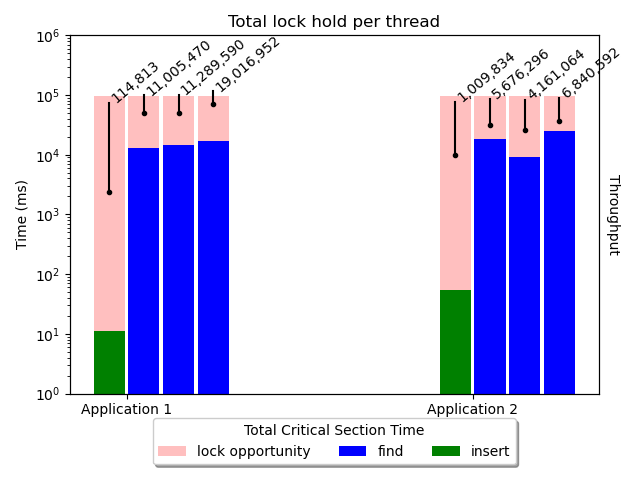 Total lock hold per thread
10^6
10^5
10^4
10^3
10^2
10^1
10^0
Time (ms)
114,813
11,005,470
11,289,590
19,016,952
1,009,834
5,676,296
4,161,064
6,840,592
Throughput
Application 1
Application 2
Total Critical Section Time
lock opportunity
find
insert